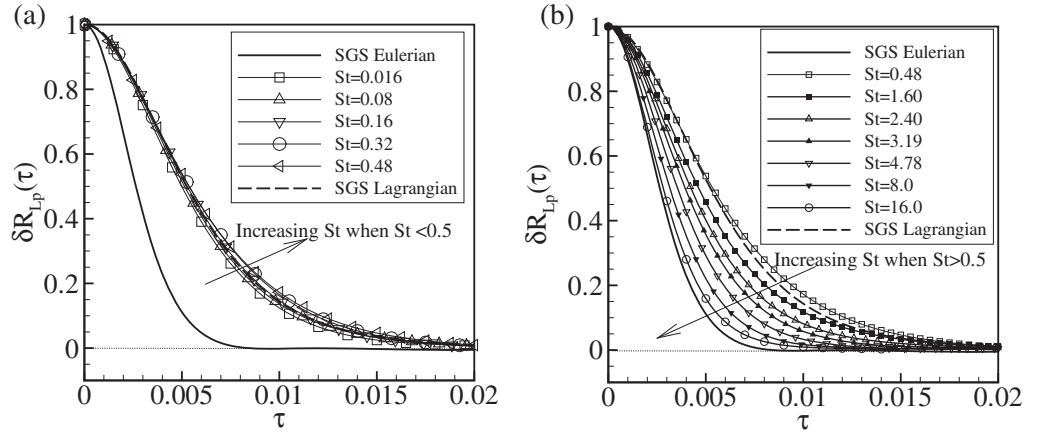 (a)
1
0.8
0.6
0.4
0.2
0
δR_Lp(τ)
SGS Eulerian
St=0.016
St=0.08
St=0.16
St=0.32
St=0.48
SGS Lagrangian
Increasing St when St <0.5
0 0.005 0.01 0.015 0.02
τ
(b)
1
0.8
0.6
0.4
0.2
0
δR_Lp(τ)
SGS Eulerian
St=0.48
St=1.60
St=2.40
St=3.19
St=4.78
St=8.0
St=16.0
SGS Lagrangian
Increasing St when St>0.5
0 0.005 0.01 0.015 0.02
τ